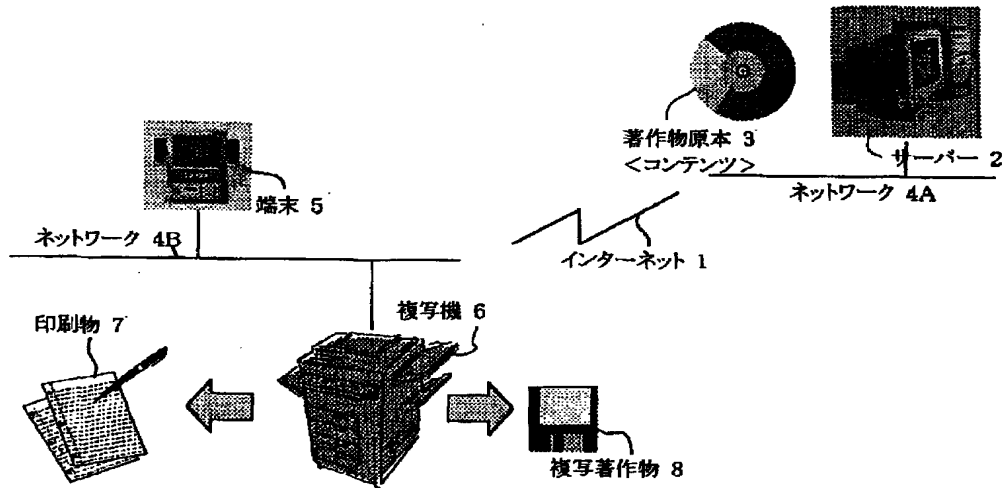 著作物原本 3
<コンテンツ>
サーバー 2
ネットワーク 4A
端末 5
ネットワーク 4B
インターネット 1
複写機 6
印刷物 7
複写著作物 8